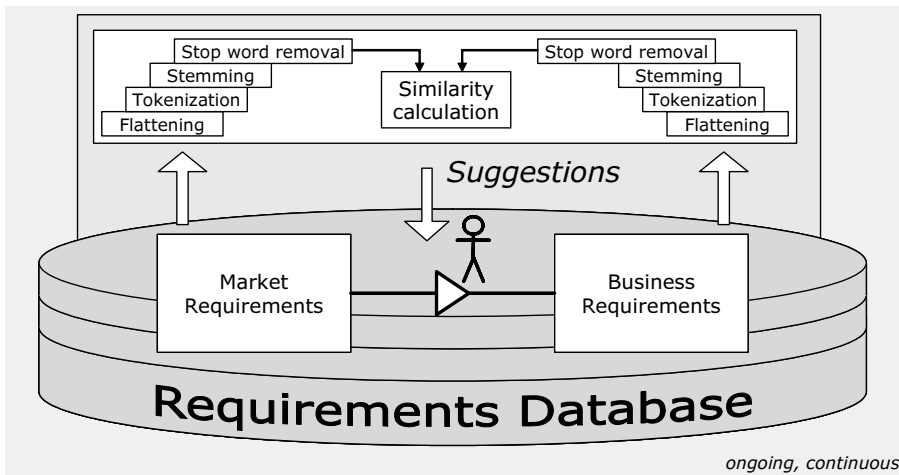 Stop word removal
Stemming
Tokenization
Flattening
Similarity
calculation
Stop word removal
Stemming
Tokenization
Flattening
Suggestions
Market
Requirements
Business
Requirements
Requirements Database
ongoing, continuous